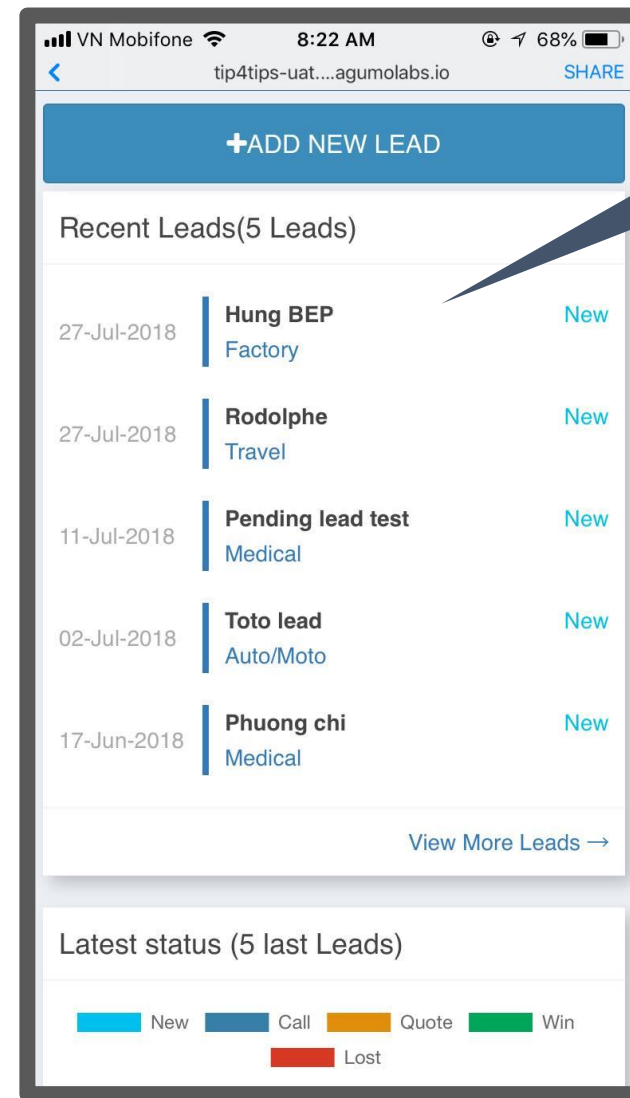 VN Mobifone 8:22 AM 68%
tip4tips-uat....agumolabs.io SHARE
+ADD NEW LEAD
Recent Leads(5 Leads)
27-Jul-2018 Hung BEP New
Factory
27-Jul-2018 Rodolphe New
Travel
11-Jul-2018 Pending lead test New
Medical
02-Jul-2018 Toto lead New
Auto/Moto
17-Jun-2018 Phuong chi New
Medical
View More Leads →
Latest status (5 last Leads)
New Call Quote Win
Lost